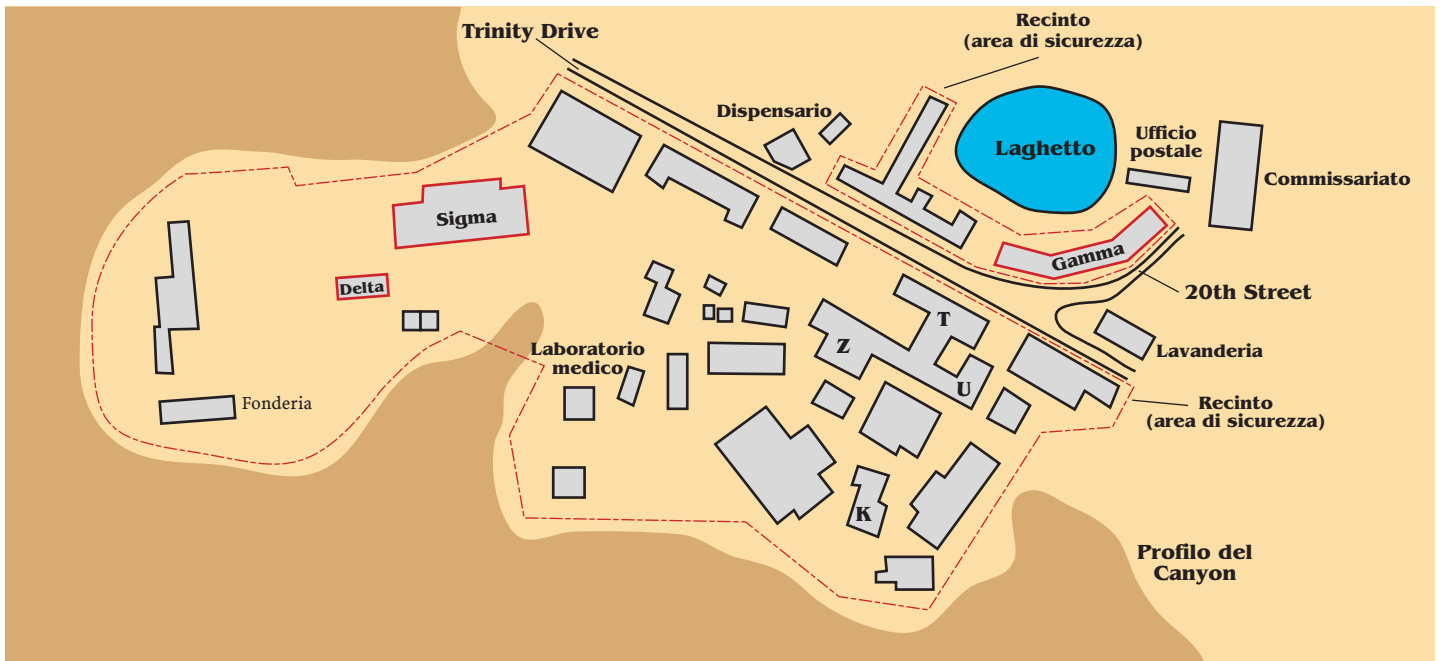 Trinity Drive
Recinto
(area di sicurezza)
Dispensario
Laghetto
Ufficio
postale
Commissariato
Sigma
Gamma
Delta
20th Street
T
Z
U
Lavanderia
Laboratorio
medico
Fonderia
Recinto
(area di sicurezza)
K
Profilo del
Canyon